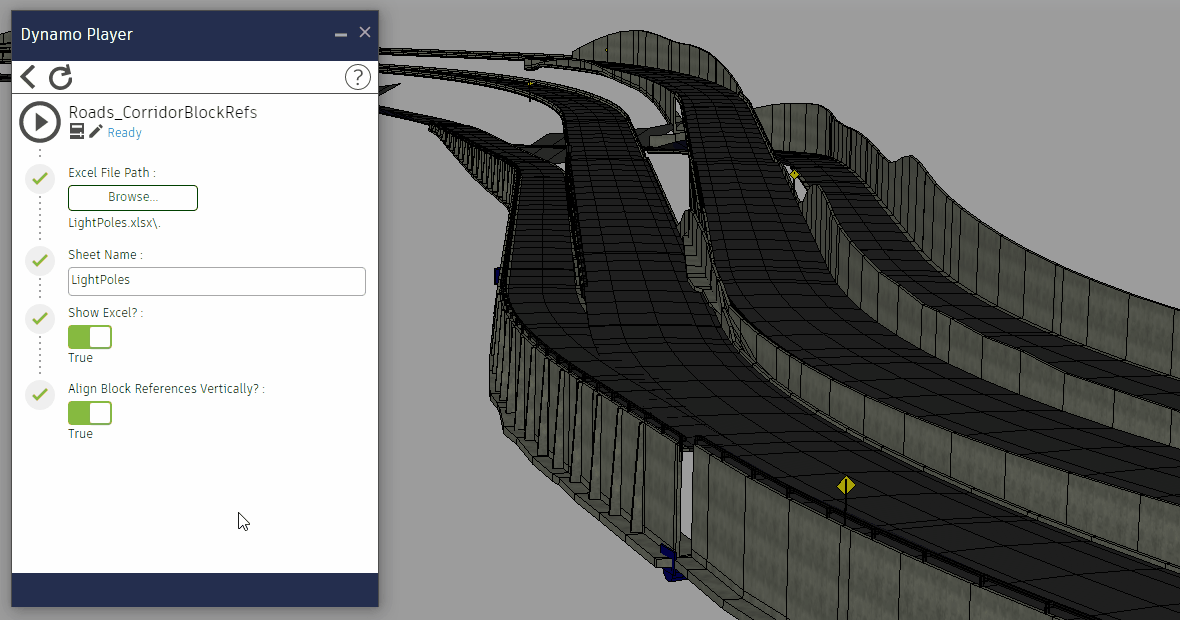 Dynamo Player
?
Roads_CorridorBlockRefs
Ready
Excel File Path :
Browse...
LightPoles.xlsx\.
Sheet Name :
LightPoles
Show Excel? :
True
Align Block References Vertically? :
True